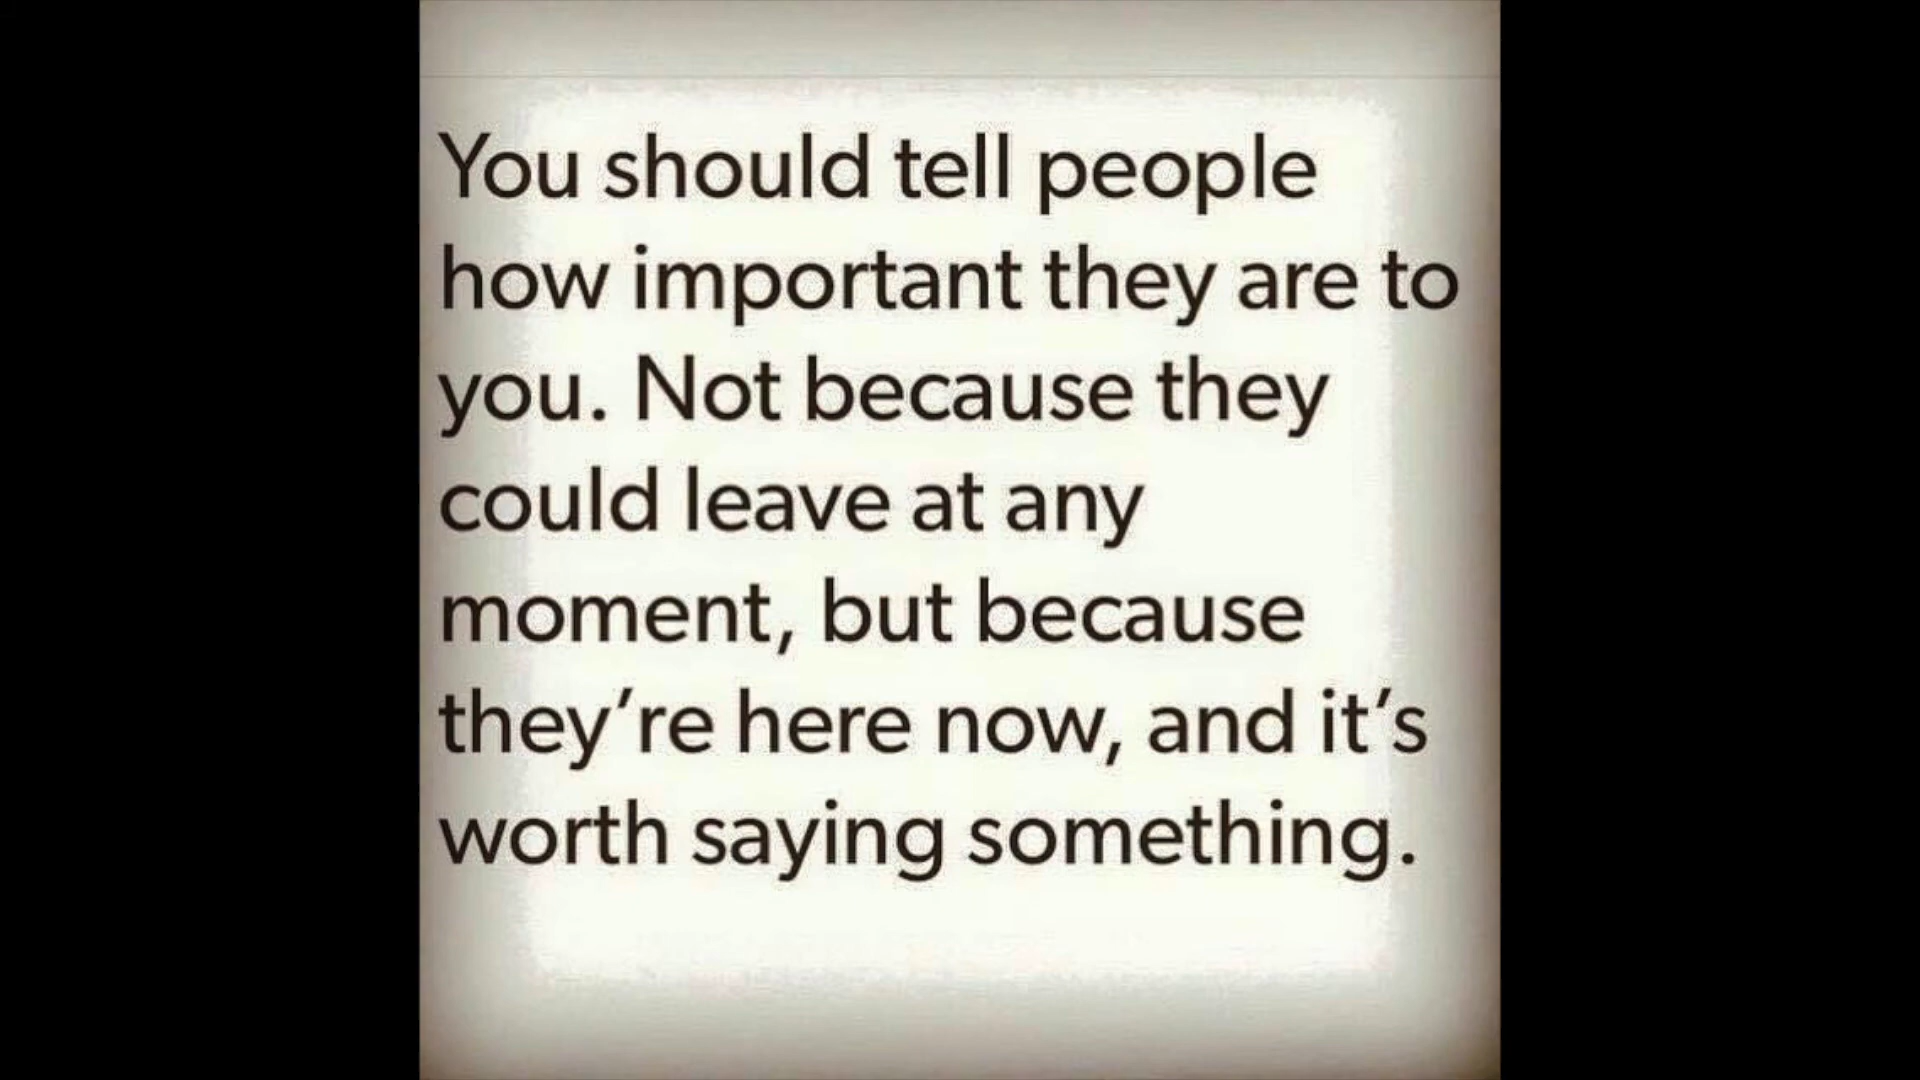 You should tell people
how important they are to
you. Not because they
could leave at any
moment, but because
they’re here now, and it’s
worth saying something.